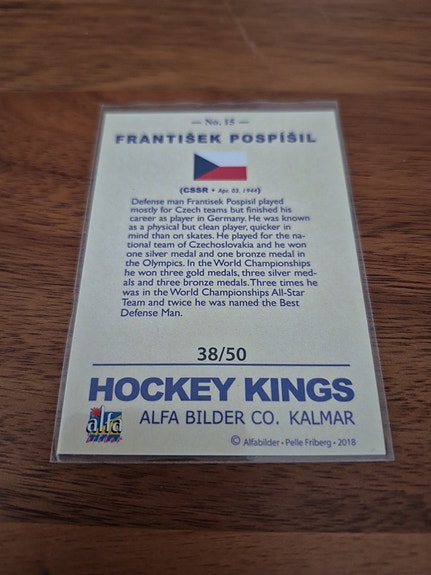 — No. 15 —
FRANTIŠEK POSPÍŠIL
(CSSR • Apr. 03. 1944)
Defense man Frantisek Pospisil played
mostly for Czech teams but finished his
career as player in Germany. He was known
as a physical but clean player, quicker in
mind than on skates. He played for the na-
tional team of Czechoslovakia and he won
one silver medal and one bronze medal in
the Olympics. In the World Championships
he won three gold medals, three silver med-
als and three bronze medals. Three times he
was in the World Championships All-Star
Team and twice he was named the Best
Defense Man.
38/50
HOCKEY KINGS
alfa
ALFA BILDER CO. KALMAR
© Alfabilder • Pelle Friberg • 2018